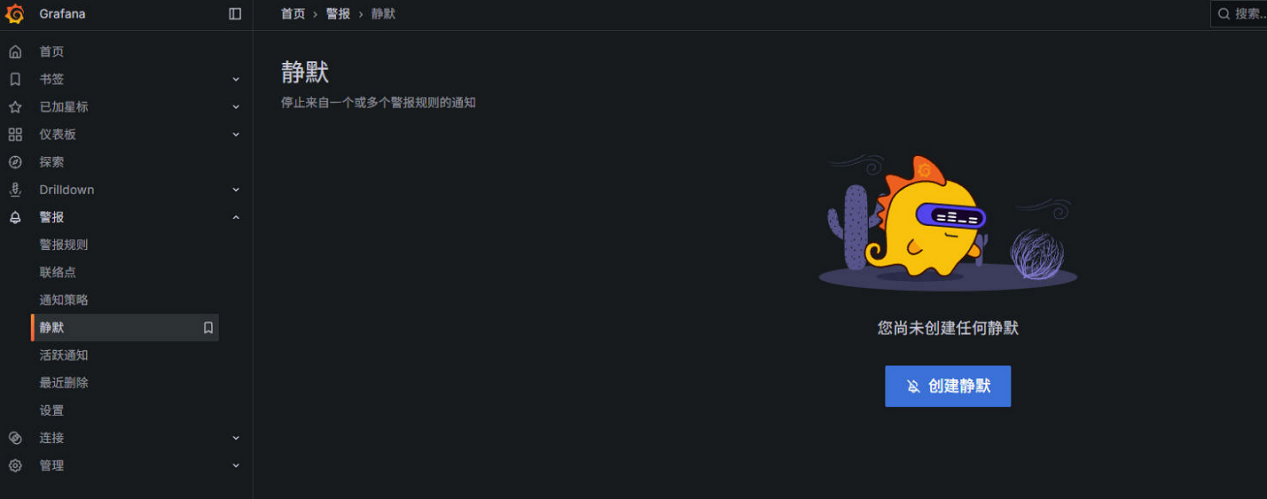 Grafana
首页 › 警报 › 静默
搜索...
首页
书签
已加星标
仪表板
探索
Drilldown
警报
警报规则
联络点
通知策略
静默
活跃通知
最近删除
设置
连接
管理
静默
停止来自一个或多个警报规则的通知
您尚未创建任何静默
创建静默